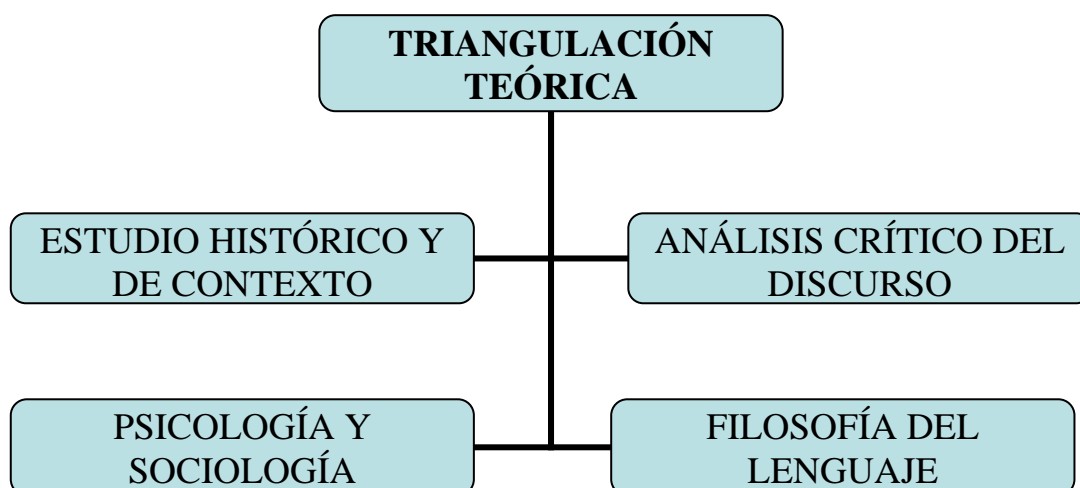 TRIANGULACIÓN
TEÓRICA
ESTUDIO HISTÓRICO Y
DE CONTEXTO
ANÁLISIS CRÍTICO DEL
DISCURSO
PSICOLOGÍA Y
SOCIOLOGÍA
FILOSOFÍA DEL
LENGUAJE